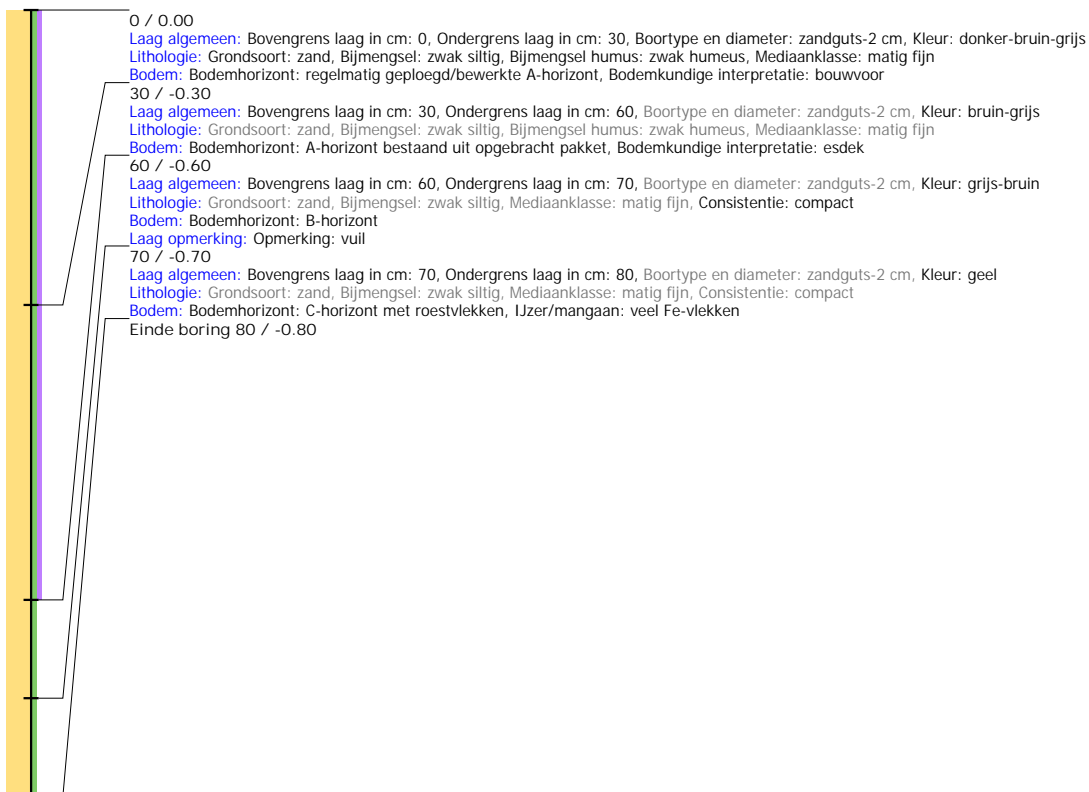 0 / 0.00
Laag algemeen: Bovengrens laag in cm: 0, Ondergrens laag in cm: 30, Boortype en diameter: zandguts-2 cm, Kleur: donker-bruin-grijs
Lithologie: Grondsoort: zand, Bijmengsel: zwak siltig, Bijmengsel humus: zwak humeus, Mediaanklasse: matig fijn
Bodem: Bodemhorizont: regelmatig geploegd/bewerkte A-horizont, Bodemkundige interpretatie: bouwvoor
30 / -0.30
Laag algemeen: Bovengrens laag in cm: 30, Ondergrens laag in cm: 60, Boortype en diameter: zandguts-2 cm, Kleur: bruin-grijs
Lithologie: Grondsoort: zand, Bijmengsel: zwak siltig, Bijmengsel humus: zwak humeus, Mediaanklasse: matig fijn
Bodem: Bodemhorizont: A-horizont bestaand uit opgebracht pakket, Bodemkundige interpretatie: esdek
60 / -0.60
Laag algemeen: Bovengrens laag in cm: 60, Ondergrens laag in cm: 70, Boortype en diameter: zandguts-2 cm, Kleur: grijs-bruin
Lithologie: Grondsoort: zand, Bijmengsel: zwak siltig, Mediaanklasse: matig fijn, Consistentie: compact
Bodem: Bodemhorizont: B-horizont
Laag opmerking: Opmerking: vuil
70 / -0.70
Laag algemeen: Bovengrens laag in cm: 70, Ondergrens laag in cm: 80, Boortype en diameter: zandguts-2 cm, Kleur: geel
Lithologie: Grondsoort: zand, Bijmengsel: zwak siltig, Mediaanklasse: matig fijn, Consistentie: compact
Bodem: Bodemhorizont: C-horizont met roestvlekken, IJzer/mangaan: veel Fe-vlekken
Einde boring 80 / -0.80